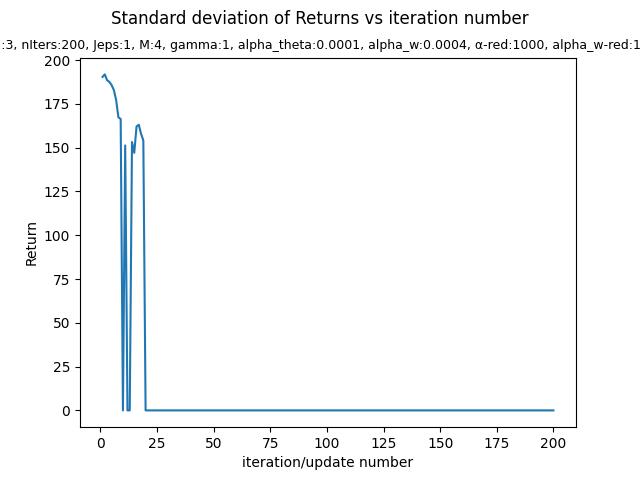 Standard deviation of Returns vs iteration number
:3, nIters:200, Jeps:1, M:4, gamma:1, alpha_theta:0.0001, alpha_w:0.0004, α-red:1000, alpha_w-red:1
200
175
150
125
100
75
50
25
0
Return
0 25 50 75 100 125 150 175 200
iteration/update number